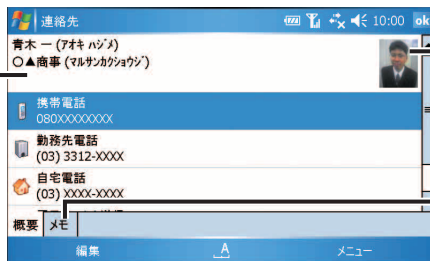 連絡先 10:00 ok
青木 一 (アオキ ハジメ)
○▲商事 (マルサンカクショウジ)
携帯電話
080XXXXXXXX
勤務先電話
(03) 3312-XXXX
自宅電話
(03) XXXX-XXXX
概要 メモ
編集 A メニュー